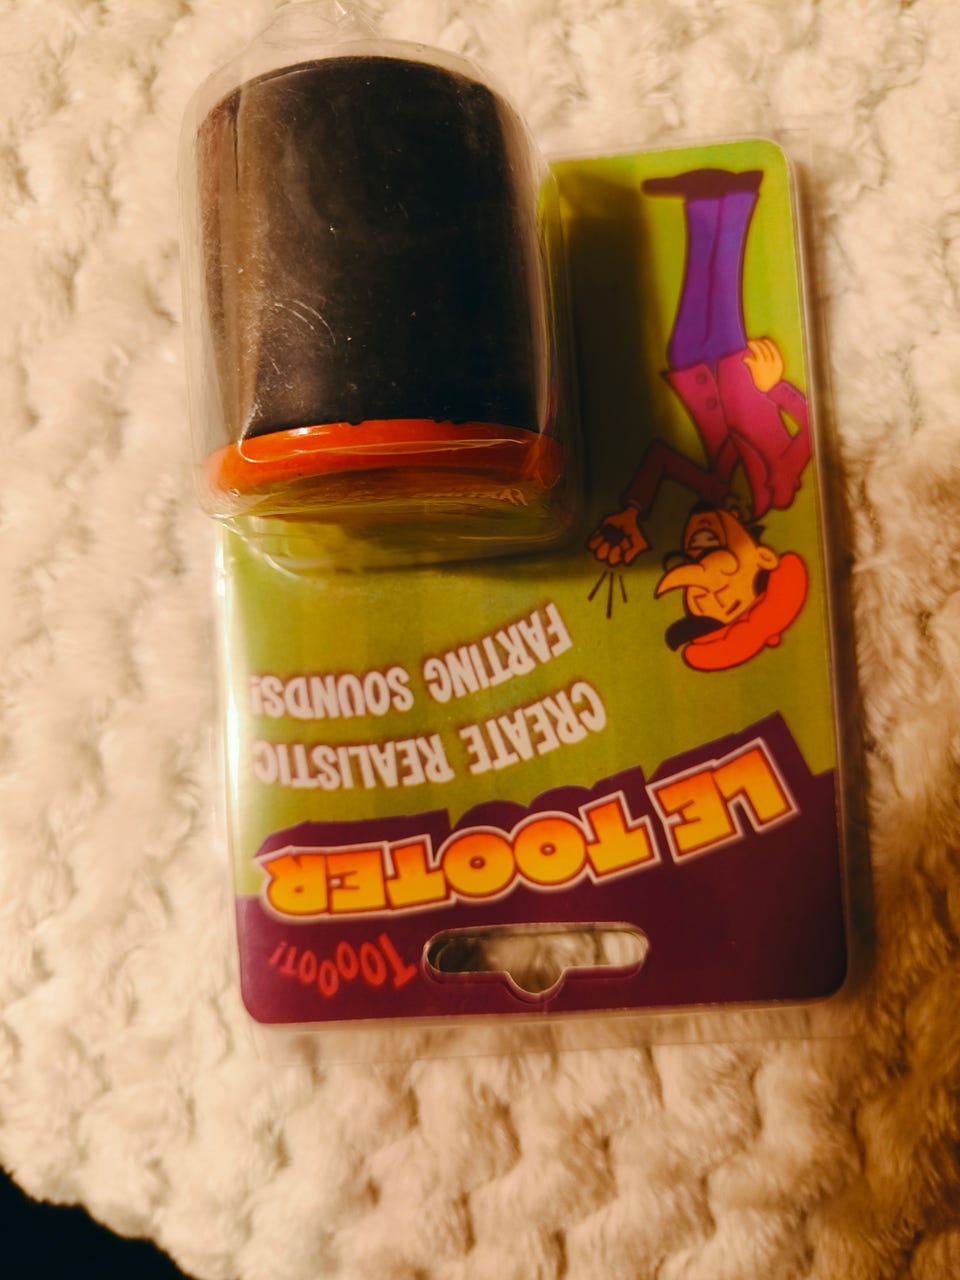 TOOOOT!
LE TOOTER
CREATE REALISTIC
FARTING SOUNDS!